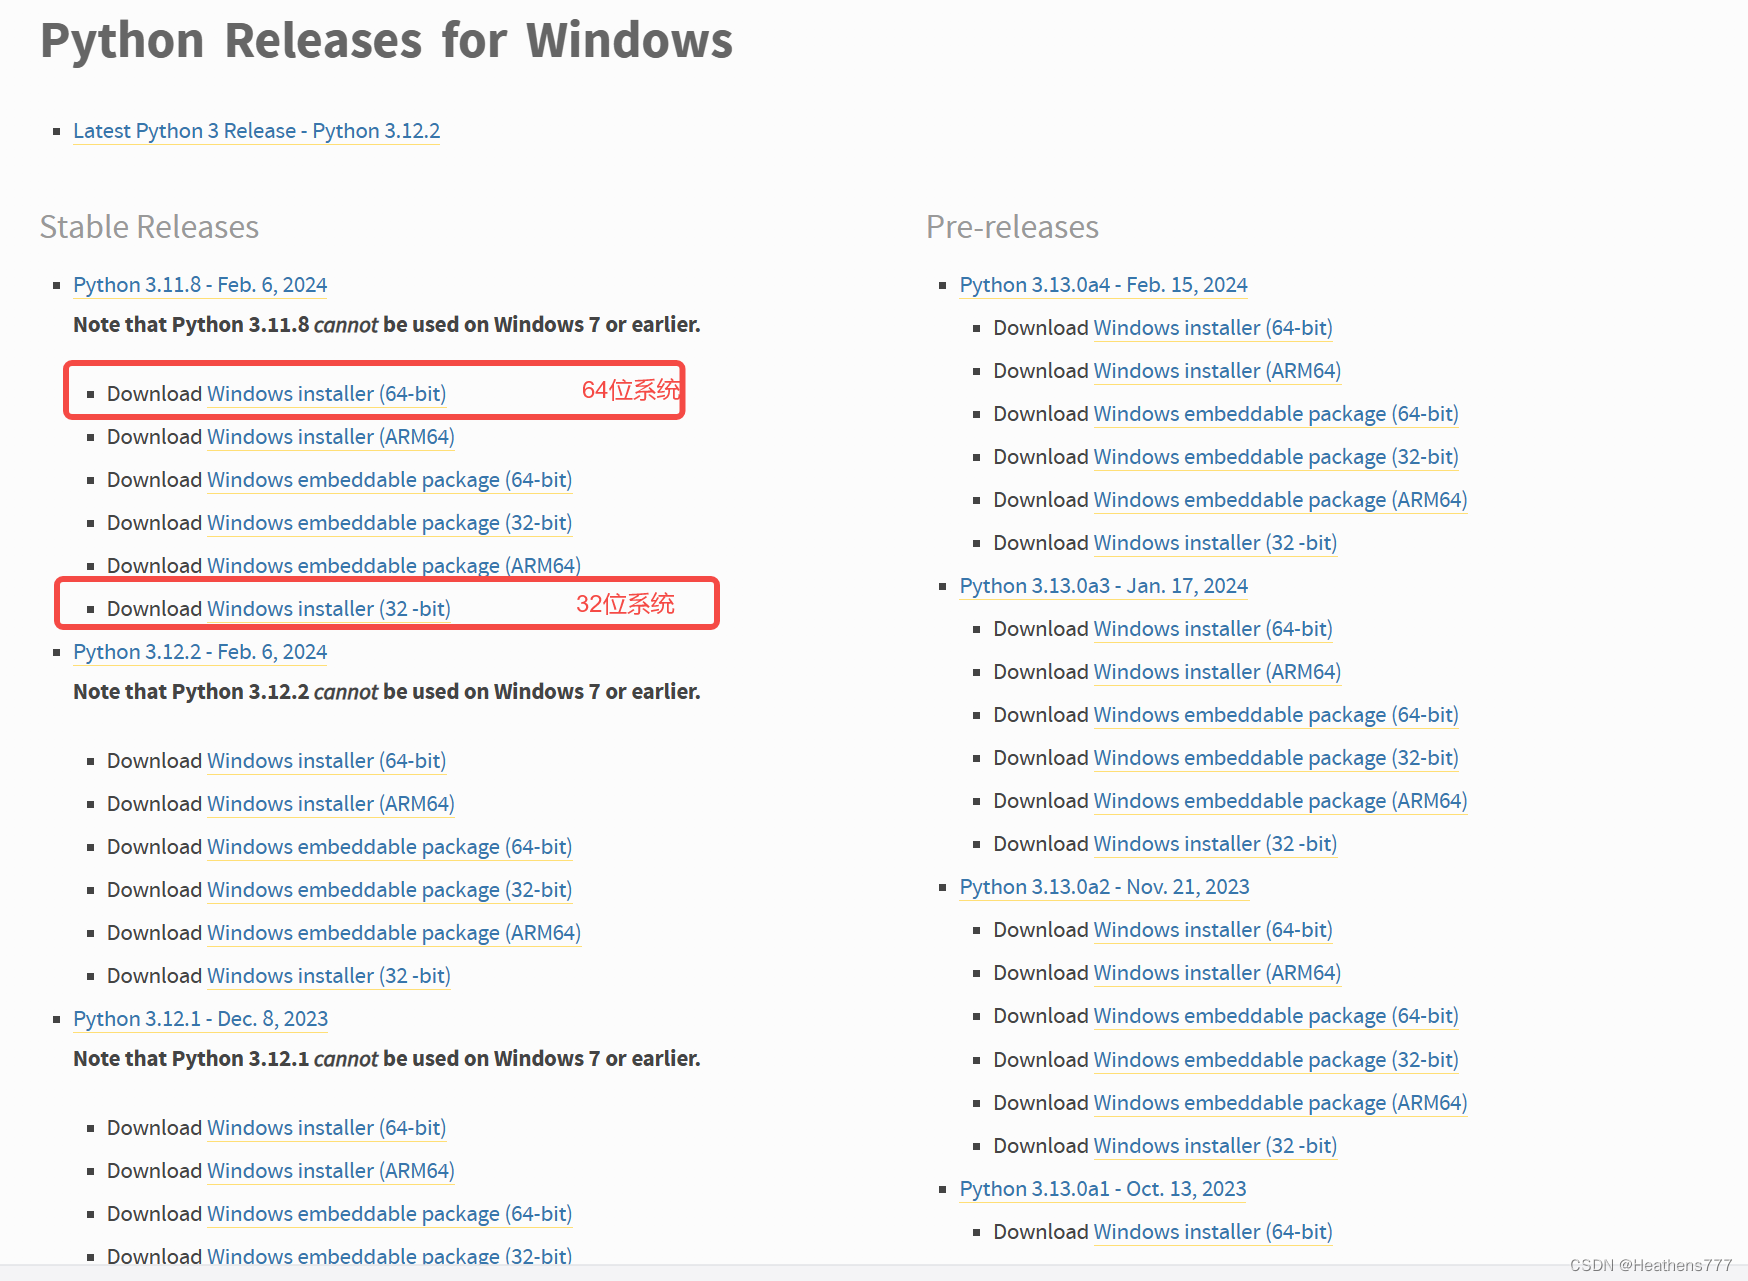 Python Releases for Windows
Latest Python 3 Release - Python 3.12.2
Stable Releases
Python 3.11.8 - Feb. 6, 2024
Note that Python 3.11.8 cannot be used on Windows 7 or earlier.
Download Windows installer (64-bit) 64位系统
Download Windows installer (ARM64)
Download Windows embeddable package (64-bit)
Download Windows embeddable package (32-bit)
Download Windows embeddable package (ARM64)
Download Windows installer (32 -bit) 32位系统
Python 3.12.2 - Feb. 6, 2024
Note that Python 3.12.2 cannot be used on Windows 7 or earlier.
Download Windows installer (64-bit)
Download Windows installer (ARM64)
Download Windows embeddable package (64-bit)
Download Windows embeddable package (32-bit)
Download Windows embeddable package (ARM64)
Download Windows installer (32 -bit)
Python 3.12.1 - Dec. 8, 2023
Note that Python 3.12.1 cannot be used on Windows 7 or earlier.
Download Windows installer (64-bit)
Download Windows installer (ARM64)
Download Windows embeddable package (64-bit)
Download Windows embeddable package (32-bit)
Pre-releases
Python 3.13.0a4 - Feb. 15, 2024
Download Windows installer (64-bit)
Download Windows installer (ARM64)
Download Windows embeddable package (64-bit)
Download Windows embeddable package (32-bit)
Download Windows embeddable package (ARM64)
Download Windows installer (32 -bit)
Python 3.13.0a3 - Jan. 17, 2024
Download Windows installer (64-bit)
Download Windows installer (ARM64)
Download Windows embeddable package (64-bit)
Download Windows embeddable package (32-bit)
Download Windows embeddable package (ARM64)
Download Windows installer (32 -bit)
Python 3.13.0a2 - Nov. 21, 2023
Download Windows installer (64-bit)
Download Windows installer (ARM64)
Download Windows embeddable package (64-bit)
Download Windows embeddable package (32-bit)
Download Windows embeddable package (ARM64)
Download Windows installer (32 -bit)
Python 3.13.0a1 - Oct. 13, 2023
Download Windows installer (64-bit)
CSDN @Heathens777